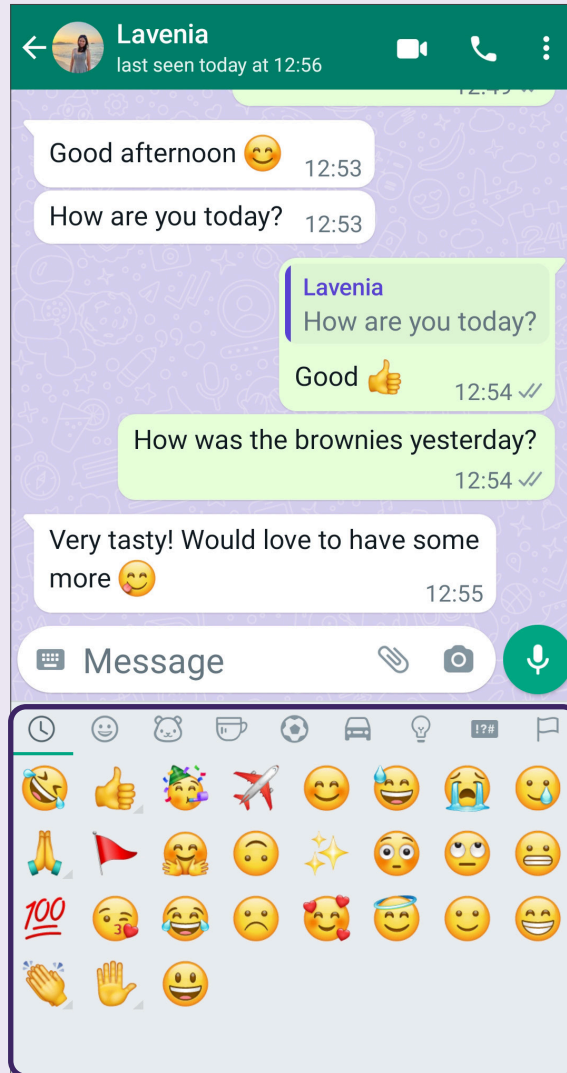 Lavenia
last seen today at 12:56
Good afternoon 😊 12:53
How are you today? 12:53
Lavenia
How are you today?
Good 👍 12:54
How was the brownies yesterday?
12:54
Very tasty! Would love to have some
more 😋 12:55
Message
!?#
💯